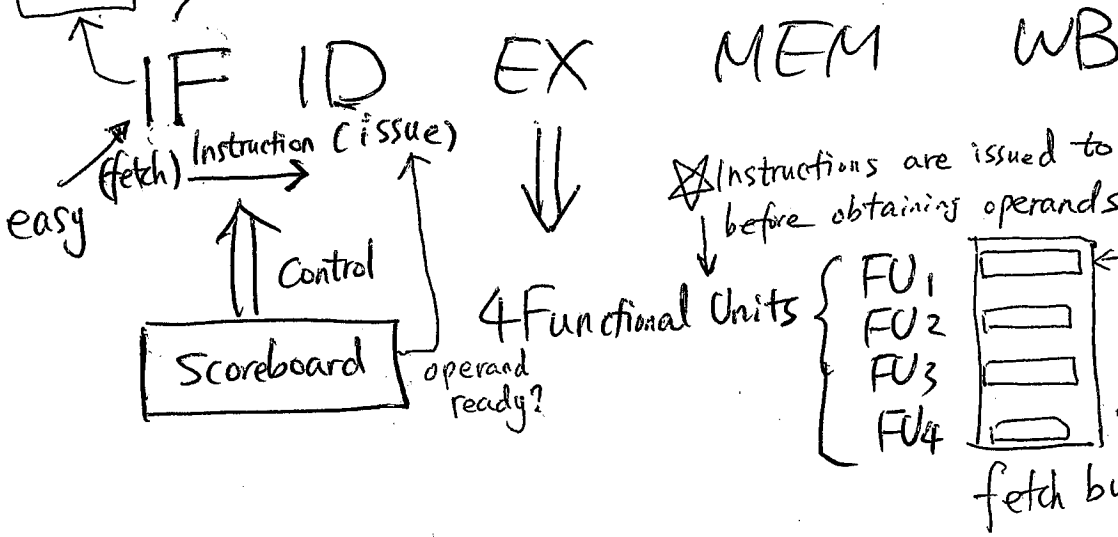 IF ID EX MEM WB
(fetch) Instruction (issue)
easy
☆ Instructions are issued to
before obtaining operands
Control
4 Functional Units
FU1
FU2
FU3
FU4
Scoreboard
operand
ready?
fetch